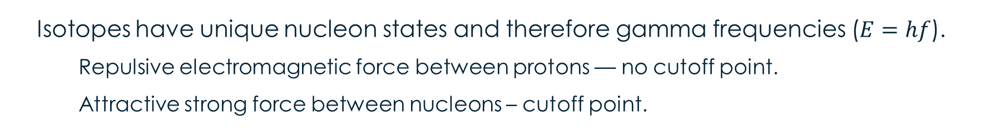 Isotopes have unique nucleon states and therefore gamma frequencies (E = hf).
Repulsive electromagnetic force between protons — no cutoff point.
Attractive strong force between nucleons – cutoff point.